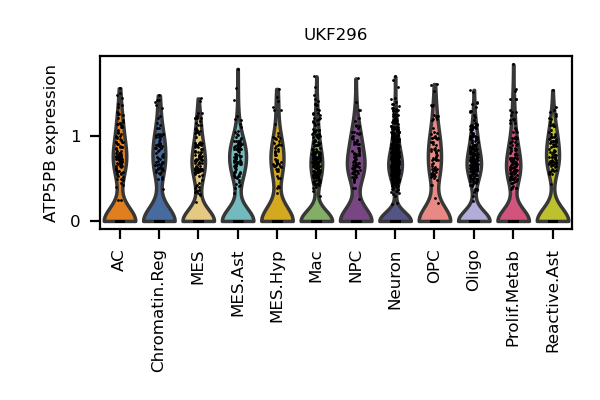 UKF296
ATP5PB expression
1
0
AC
Chromatin.Reg
MES
MES.Ast
MES.Hyp
Mac
NPC
Neuron
OPC
Oligo
Prolif.Metab
Reactive.Ast